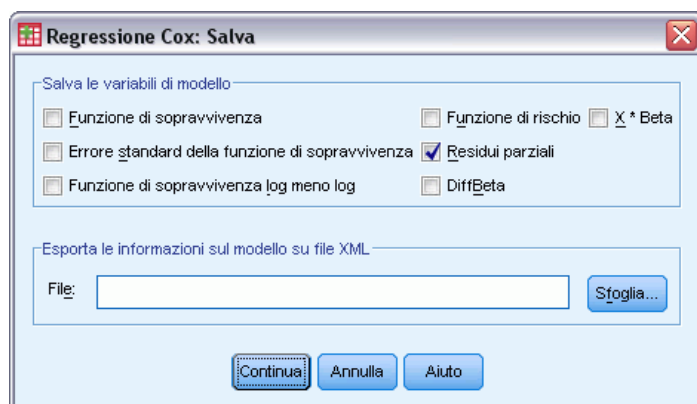 Regressione Cox: Salva
Salva le variabili di modello
Funzione di sopravvivenza
Funzione di rischio
X * Beta
Errore standard della funzione di sopravvivenza
Residui parziali
Funzione di sopravvivenza log meno log
DiffBeta
Esporta le informazioni sul modello su file XML
File:
Sfoglia...
Continua
Annulla
Aiuto